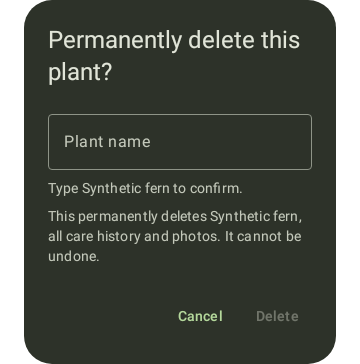 Permanently delete this
plant?
Plant name
Type Synthetic fern to confirm.
This permanently deletes Synthetic fern,
all care history and photos. It cannot be
undone.
Cancel Delete